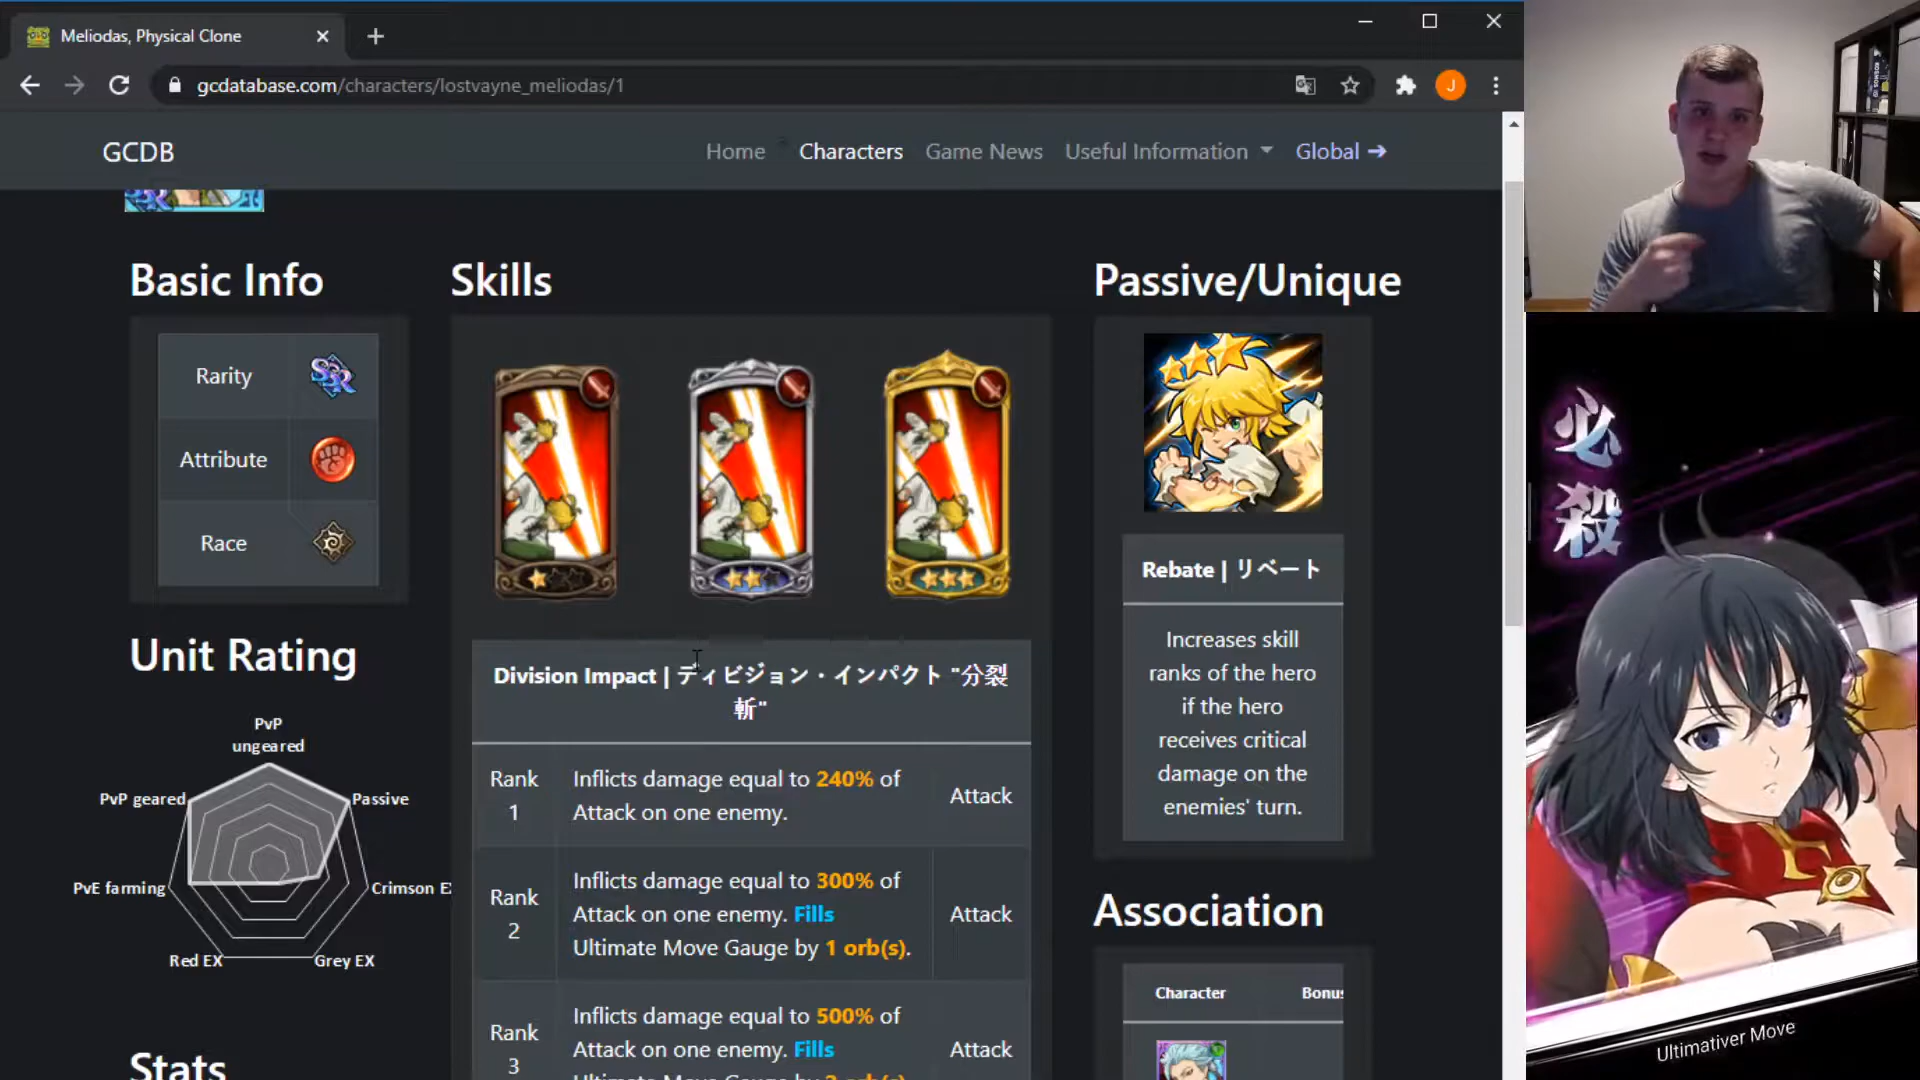 Meliodas, Physical Clone
gcdatabase.com/characters/lostvayne_meliodas/1
J
GCDB
Home
Characters
Game News
Useful Information
Global
Basic Info
Skills
Passive/Unique
Rarity
SSR
Attribute
Race
Unit Rating
PvP
ungeared
PvP geared
Passive
PvE farming
Crimson E
Red EX
Grey EX
Stats
Division Impact | ディビジョン・インパクト "分裂
斬"
Rank
1
Inflicts damage equal to 240% of
Attack on one enemy.
Attack
Rank
2
Inflicts damage equal to 300% of
Attack on one enemy. Fills
Ultimate Move Gauge by 1 orb(s).
Attack
Rank
3
Inflicts damage equal to 500% of
Attack on one enemy. Fills
Attack
Rebate | リベート
Increases skill
ranks of the hero
if the hero
receives critical
damage on the
enemies' turn.
Association
Character
Bonus
必
殺
Ultimativer Move